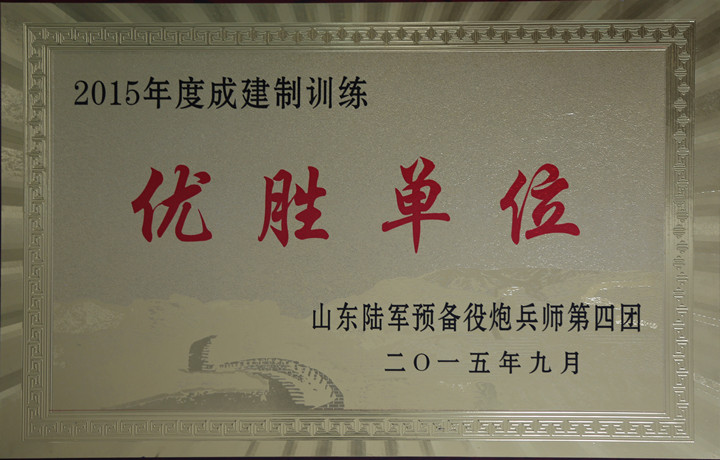 2015年度成建制训练
优胜单位
山东陆军预备役炮兵师第四团
二O一五年九月